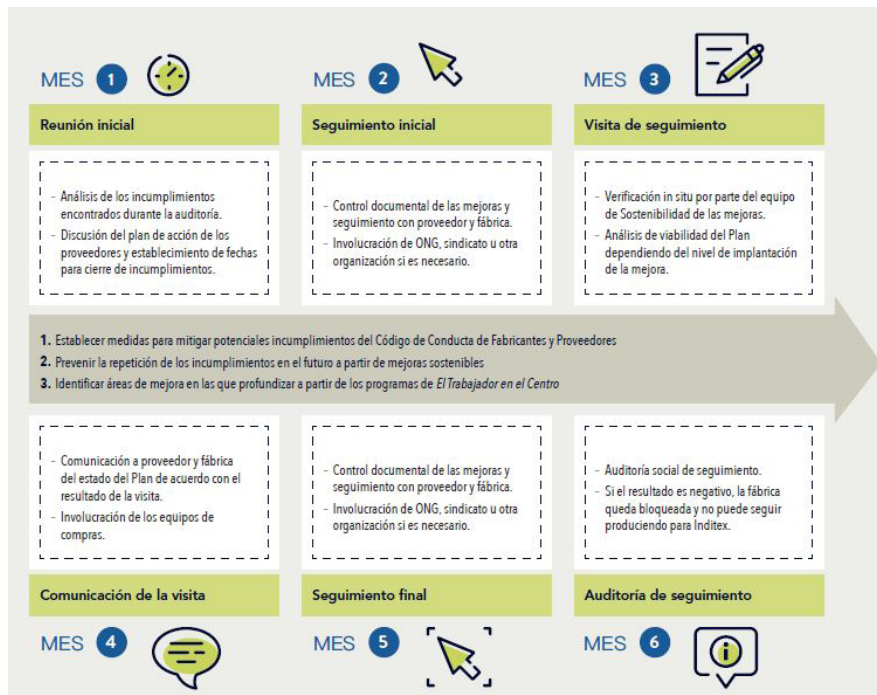 MES 1
Reunión inicial
- Análisis de los incumplimientos
encontrados durante la auditoría.
- Discusión del plan de acción de los
proveedores y establecimiento de fechas
para cierre de incumplimientos.
MES 2
Seguimiento inicial
- Control documental de las mejoras y
seguimiento con proveedor y fábrica.
- Involucración de ONG, sindicato u otra
organización si es necesario.
MES 3
Visita de seguimiento
- Verificación in situ por parte del equipo
de Sostenibilidad de las mejoras.
- Análisis de viabilidad del Plan
dependiendo del nivel de implantación
de la mejora.
1. Establecer medidas para mitigar potenciales incumplimientos del Código de Conducta de Fabricantes y Proveedores
2. Prevenir la repetición de los incumplimientos en el futuro a partir de mejoras sostenibles
3. Identificar áreas de mejora en las que profundizar a partir de los programas de El Trabajador en el Centro
- Comunicación a proveedor y fábrica
del estado del Plan de acuerdo con el
resultado de la visita.
- Involucración de los equipos de
compras.
Comunicación de la visita
MES 4
- Control documental de las mejoras y
seguimiento con proveedor y fábrica.
- Involucración de ONG, sindicato u otra
organización si es necesario.
Seguimiento final
MES 5
- Auditoría social de seguimiento.
- Si el resultado es negativo, la fábrica
queda bloqueada y no puede seguir
produciendo para Inditex.
Auditoría de seguimiento
MES 6
i